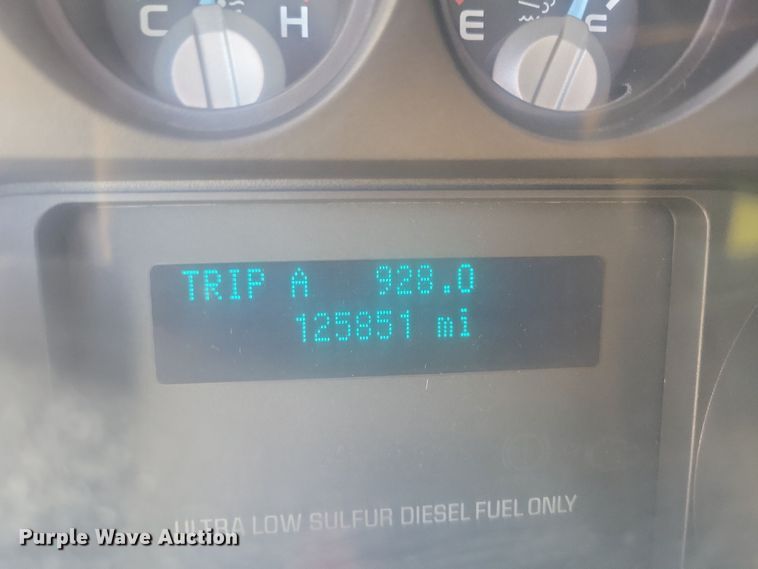 C H E
TRIP A 928.0
125851 mi
ULTRA LOW SULFUR DIESEL FUEL ONLY
Purple Wave Auction